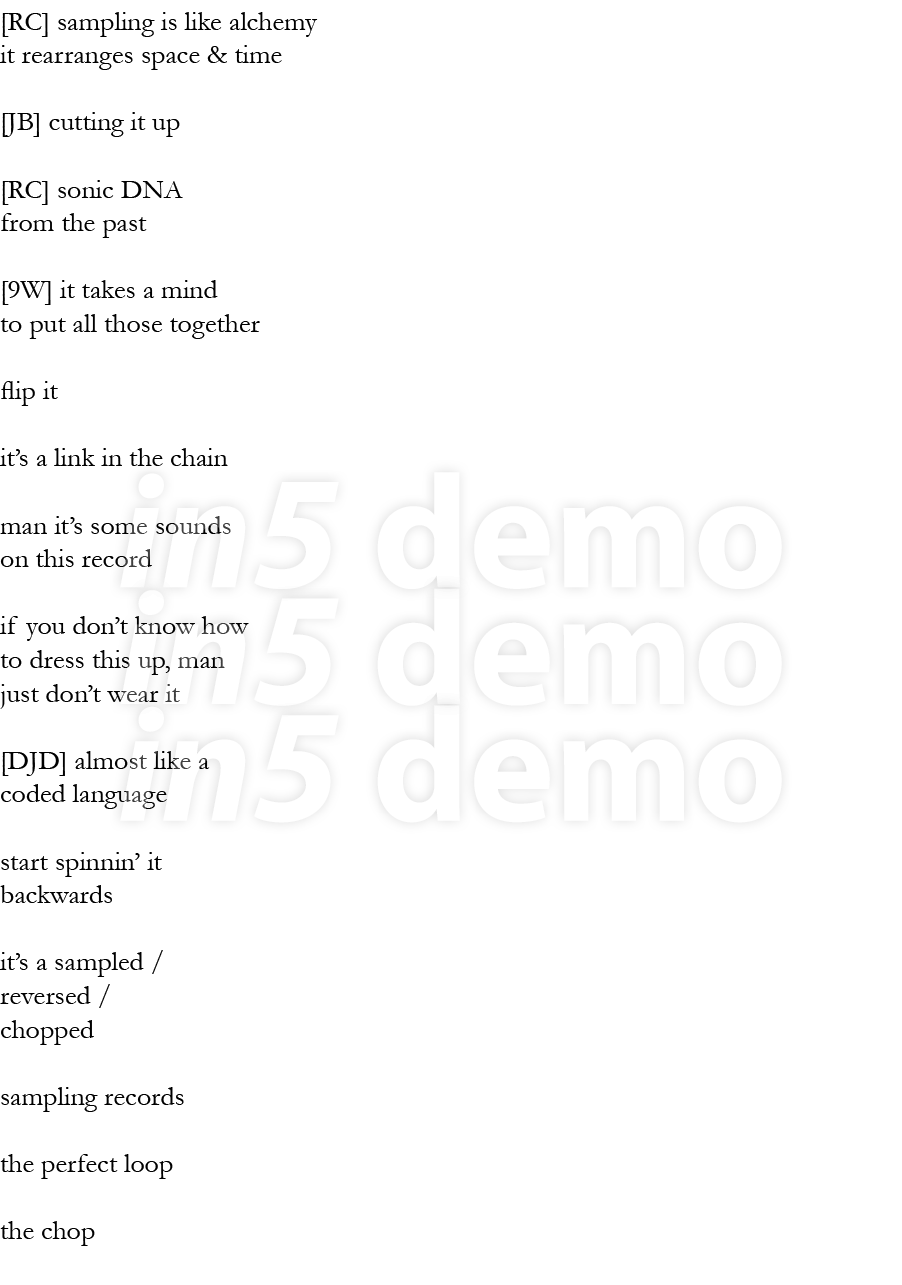 [RC] sampling is like alchemy
it rearranges space & time
[JB] cutting it up
[RC] sonic DNA
from the past
[9W] it takes a mind
to put all those together
flip it
it’s a link in the chain
man it’s some sounds
on this record
if you don’t know how
to dress this up, man
just don’t wear it
[DJD] almost like a
coded language
start spinnin’ it
backwards
it’s a sampled /
reversed /
chopped
sampling records
the perfect loop
the chop
in5 demo
in5 demo
in5 demo